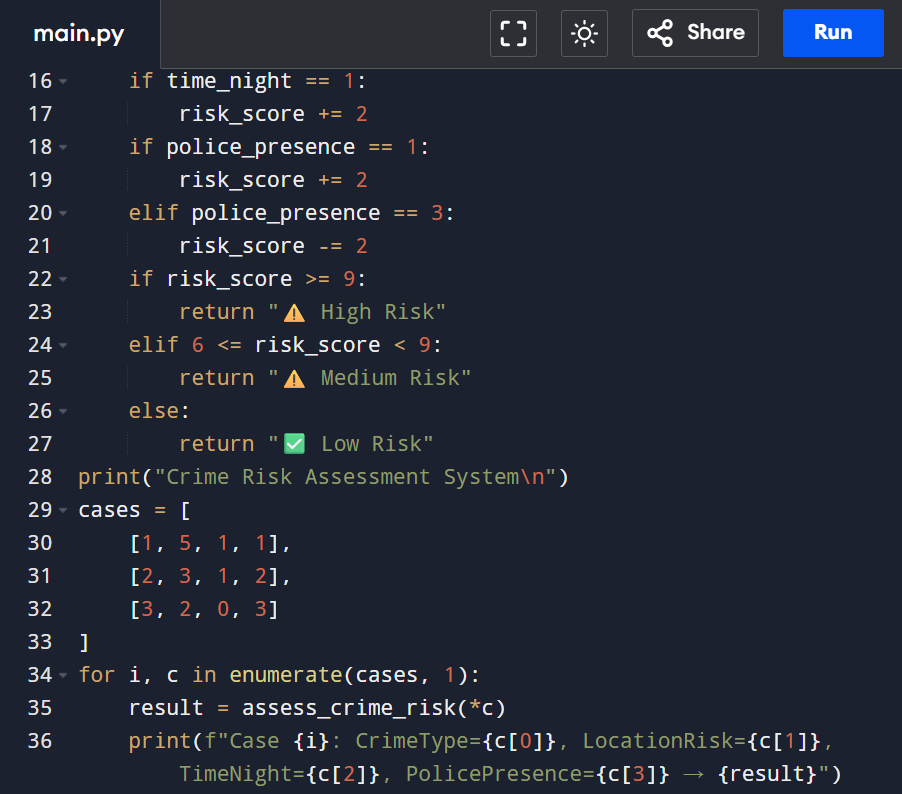 main.py
Share
Run
16 if time_night == 1:
17 risk_score += 2
18 if police_presence == 1:
19 risk_score += 2
20 elif police_presence == 3:
21 risk_score -= 2
22 if risk_score >= 9:
23 return "⚠️ High Risk"
24 elif 6 <= risk_score < 9:
25 return "⚠️ Medium Risk"
26 else:
27 return "✅ Low Risk"
28 print("Crime Risk Assessment System\n")
29 cases = [
30 [1, 5, 1, 1],
31 [2, 3, 1, 2],
32 [3, 2, 0, 3]
33 ]
34 for i, c in enumerate(cases, 1):
35 result = assess_crime_risk(*c)
36 print(f"Case {i}: CrimeType={c[0]}, LocationRisk={c[1]},
TimeNight={c[2]}, PolicePresence={c[3]} → {result}")